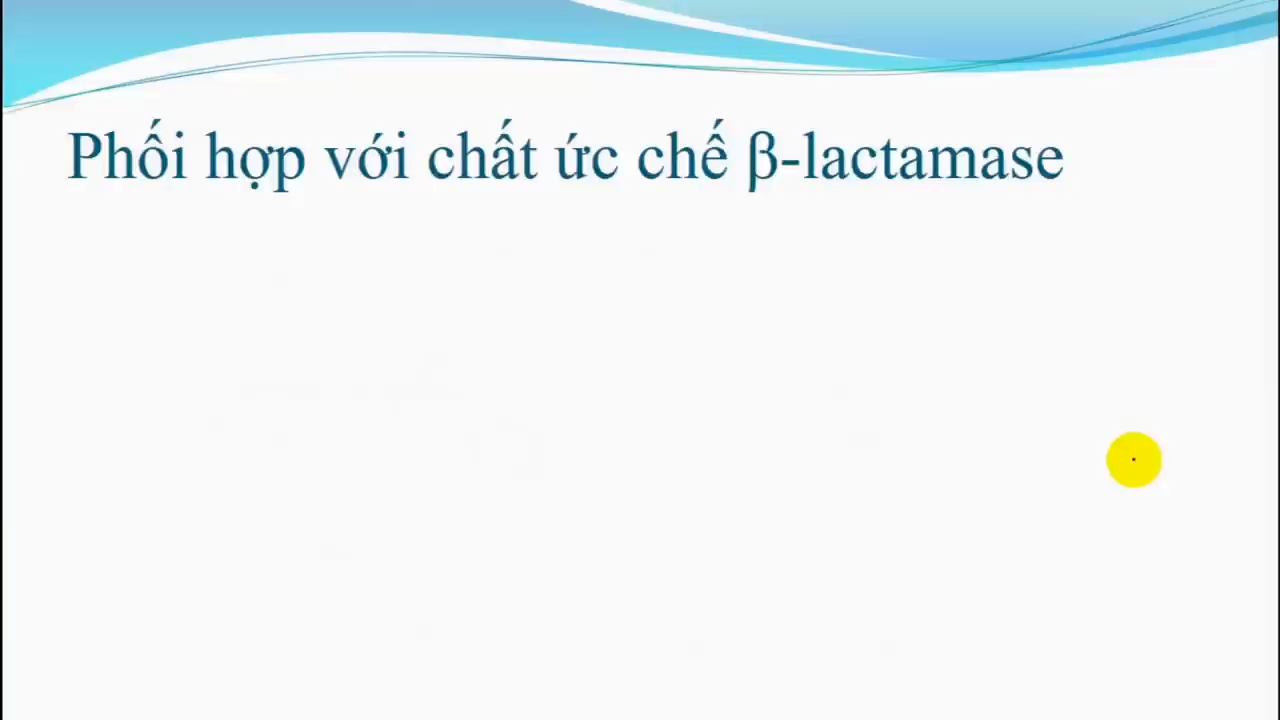 Phối hợp với chất ức chế β-lactamase